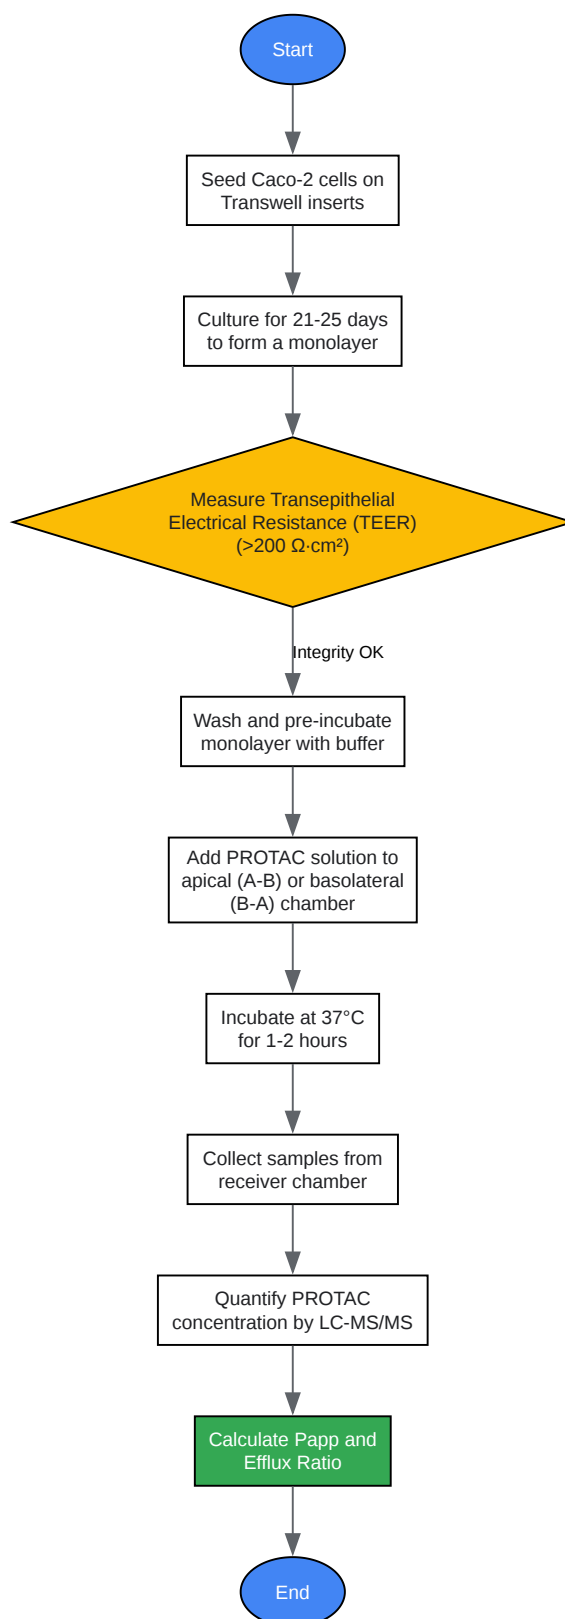 Start
Seed Caco-2 cells on
Transwell inserts
Culture for 21-25 days
to form a monolayer
Measure Transepithelial
Electrical Resistance (TEER)
(>200 Ω·cm²)
Integrity OK
Wash and pre-incubate
monolayer with buffer
Add PROTAC solution to
apical (A-B) or basolateral
(B-A) chamber
Incubate at 37°C
for 1-2 hours
Collect samples from
receiver chamber
Quantify PROTAC
concentration by LC-MS/MS
Calculate Papp and
Efflux Ratio
End